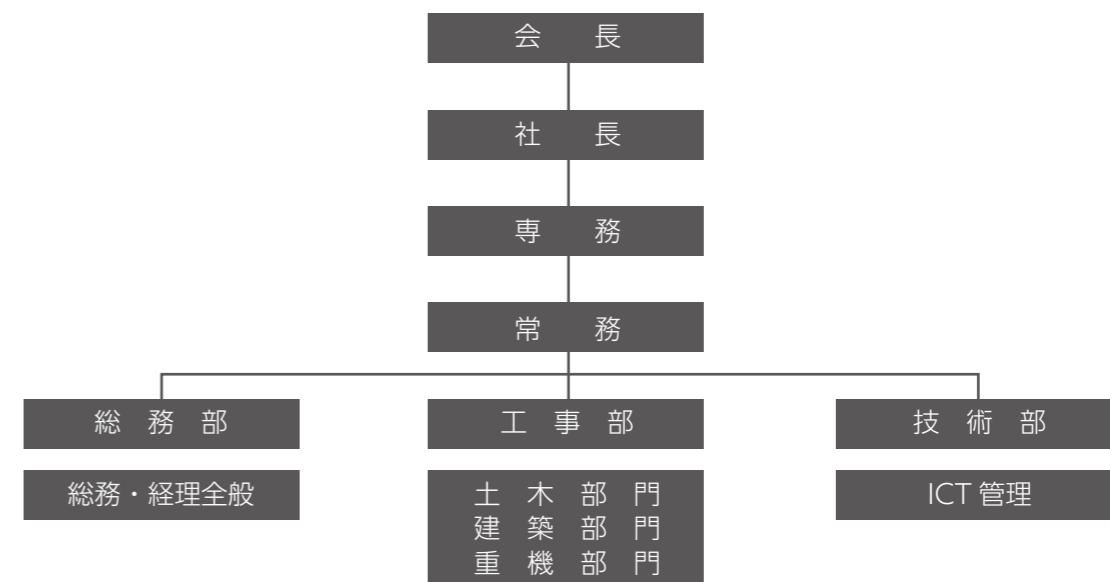 会　長
社　長
専　務
常　務
総　務　部
工　事　部
技　術　部
総務・経理全般
土　木　部　門
建　築　部　門
重　機　部　門
ICT 管理